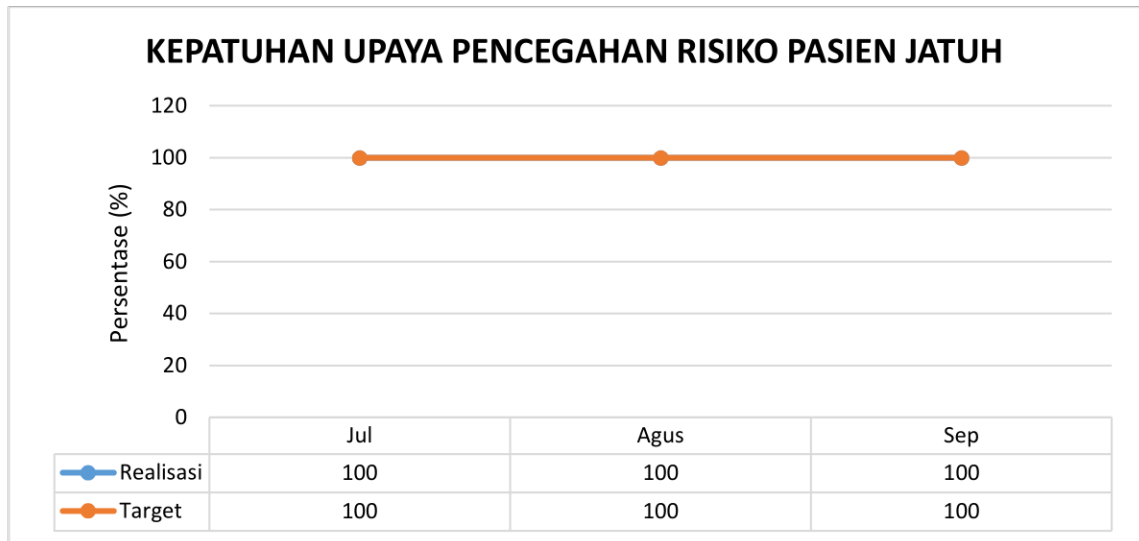 KEPATUHAN UPAYA PENCEGAHAN RISIKO PASIEN JATUH
Persentase (%)
120
100
80
60
40
20
0
Jul Agus Sep
Realisasi 100 100 100
Target 100 100 100